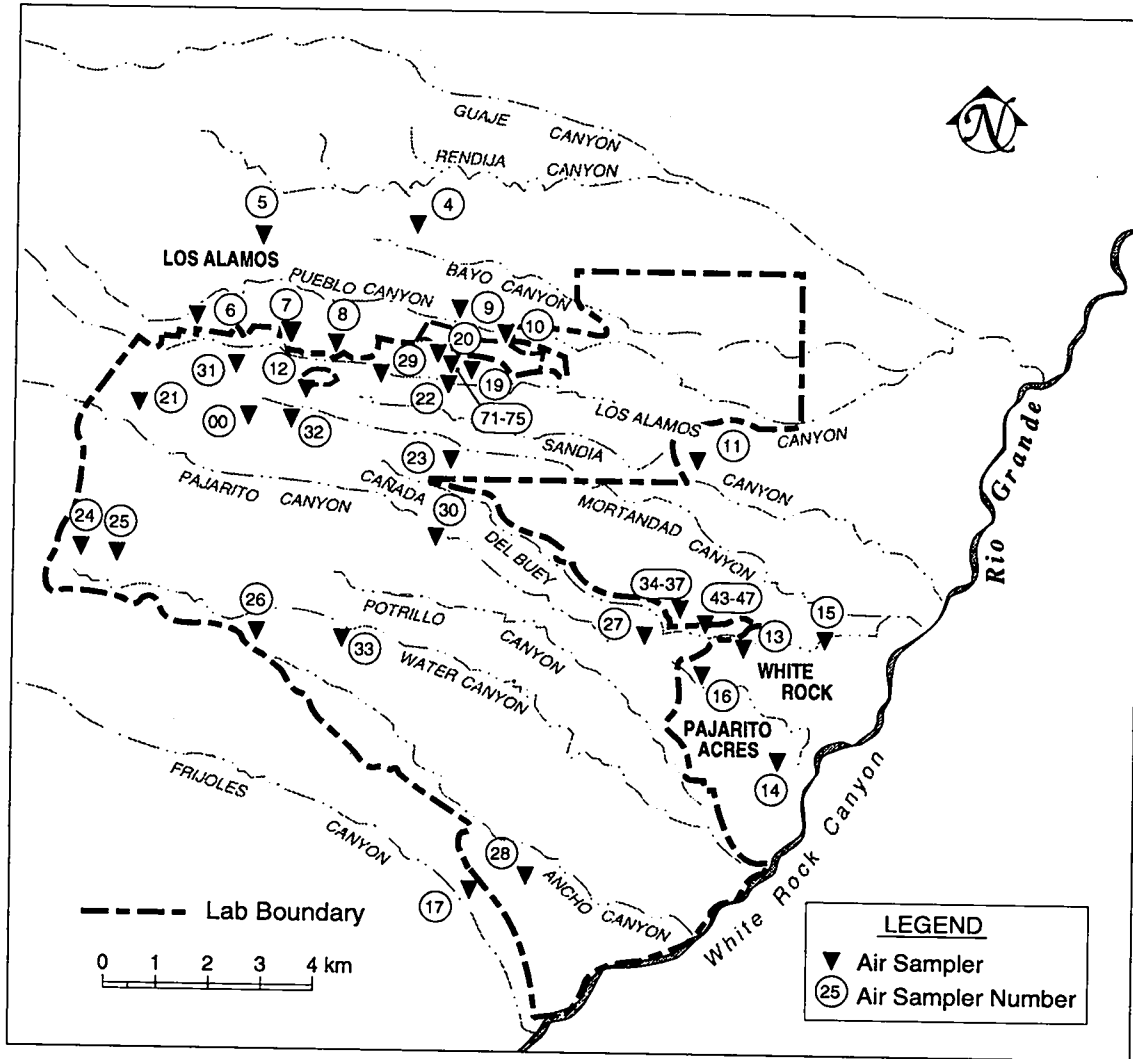 GUAJE CANYON
RENDIJA CANYON
N
5
4
LOS ALAMOS
BAYO CANYON
PUEBLO CANYON
6
7
8
9
10
20
31
12
29
19
22
21
00
32
71-75
LOS ALAMOS CANYON
11
SANDIA CANYON
23
PAJARITO CANYON
CAÑADA DEL BUEY
MORTANDAD CANYON
30
24
25
34-37
43-47
15
26
27
13
POTRILLO CANYON
33
WATER CANYON
WHITE ROCK
16
PAJARITO ACRES
14
FRIJOLES CANYON
28
17
ANCHO CANYON
Rio Grande
White Rock Canyon
Lab Boundary
0 1 2 3 4 km
LEGEND
Air Sampler
25 Air Sampler Number